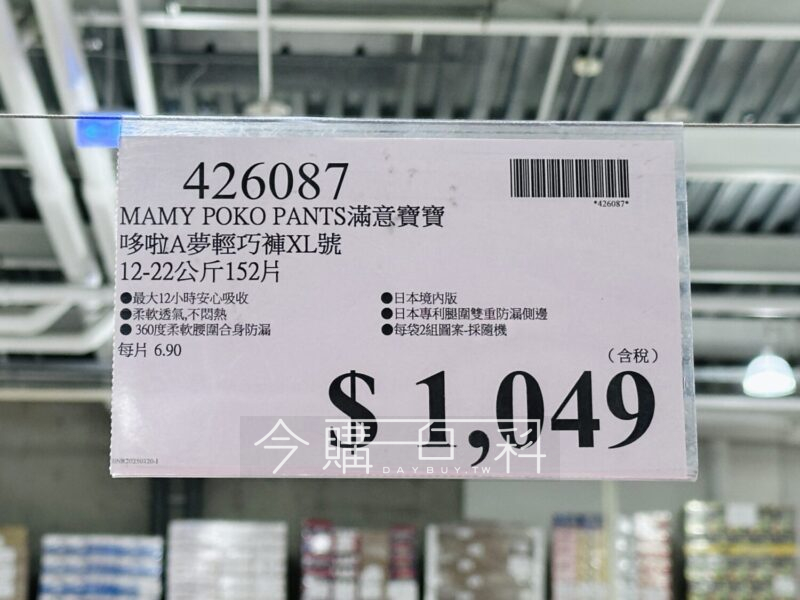 426087
*426087*
MAMY POKO PANTS滿意寶寶
哆啦A夢輕巧褲XL號
12-22公斤152片
●最大12小時安心吸收
●柔軟透氣,不悶熱
●360度柔軟腰圍合身防漏
●日本境內版
●日本專利腿圍雙重防漏側邊
●每袋2組圖案-採隨機
每片 6.90
（含稅）
$ 1,049
今購百科
DAYBUY.TW